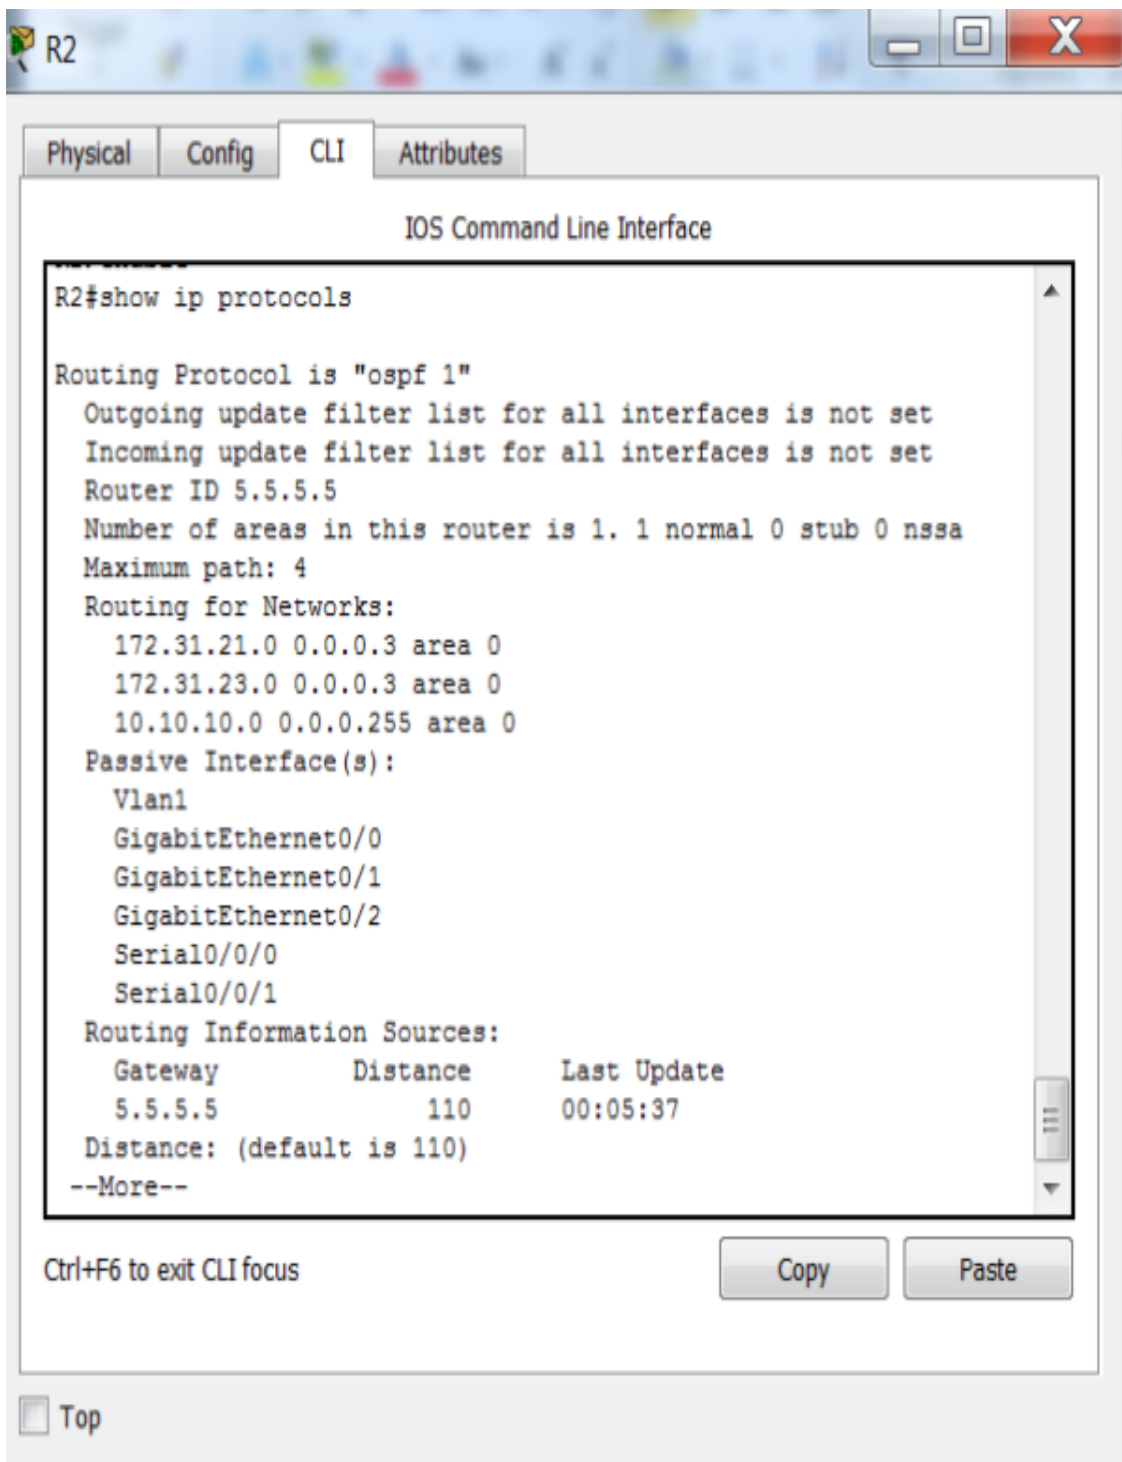 R2
Physical Config CLI Attributes
IOS Command Line Interface
R2#show ip protocols
Routing Protocol is "ospf 1"
Outgoing update filter list for all interfaces is not set
Incoming update filter list for all interfaces is not set
Router ID 5.5.5.5
Number of areas in this router is 1. 1 normal 0 stub 0 nssa
Maximum path: 4
Routing for Networks:
172.31.21.0 0.0.0.3 area 0
172.31.23.0 0.0.0.3 area 0
10.10.10.0 0.0.0.255 area 0
Passive Interface(s):
Vlan1
GigabitEthernet0/0
GigabitEthernet0/1
GigabitEthernet0/2
Serial0/0/0
Serial0/0/1
Routing Information Sources:
Gateway Distance Last Update
5.5.5.5 110 00:05:37
Distance: (default is 110)
--More--
Ctrl+F6 to exit CLI focus
Copy Paste
Top